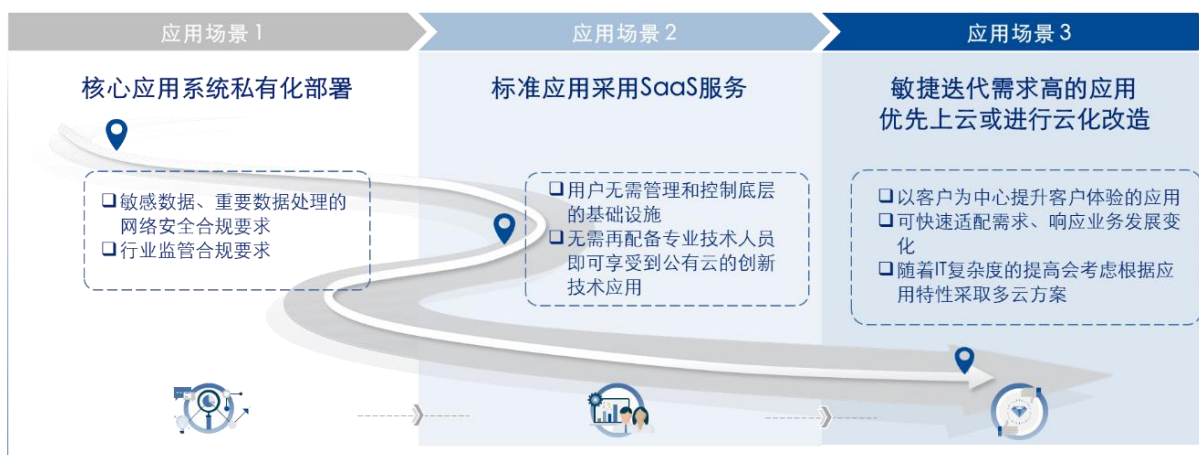 应用场景 1
核心应用系统私有化部署
❑敏感数据、重要数据处理的
网络安全合规要求
❑行业监管合规要求
应用场景 2
标准应用采用SaaS服务
❑用户无需管理和控制底层
的基础设施
❑无需再配备专业技术人员
即可享受到公有云的创新
技术应用
应用场景 3
敏捷迭代需求高的应用
优先上云或进行云化改造
❑以客户为中心提升客户体验的应用
❑可快速适配需求、响应业务发展变
化
❑随着IT复杂度的提高会考虑根据应
用特性采取多云方案